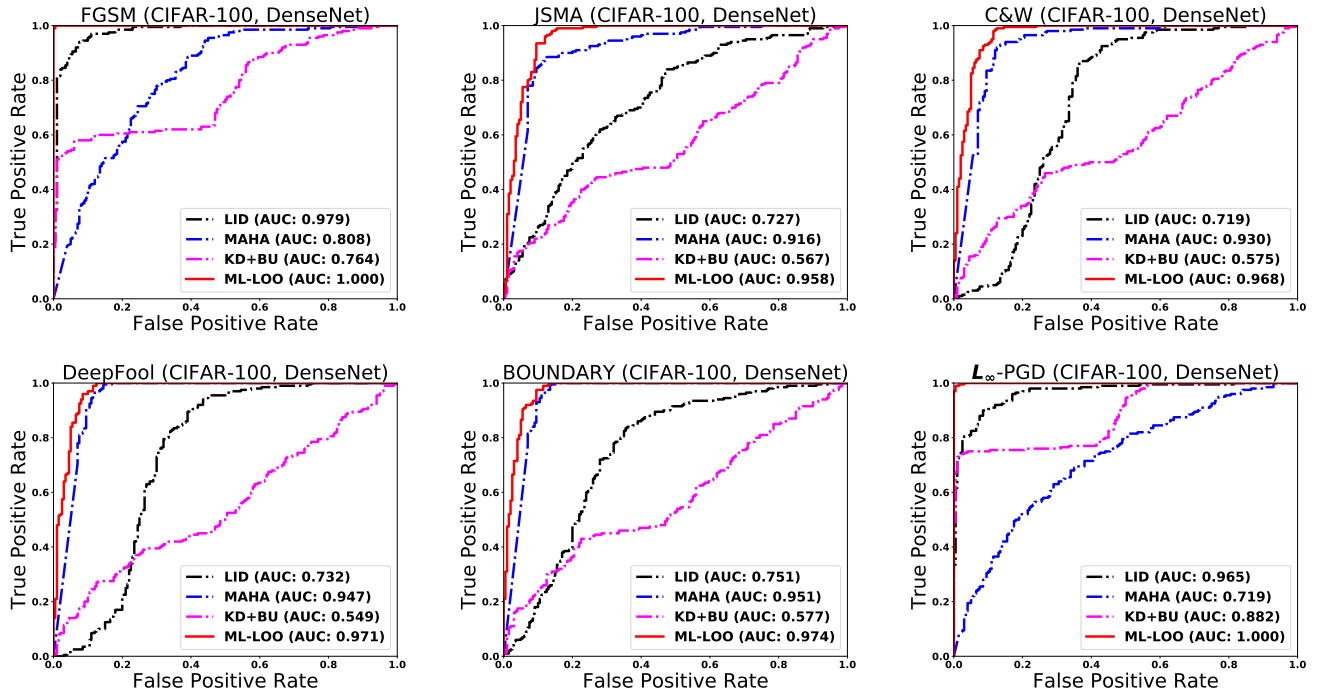 FGSM (CIFAR-100, DenseNet)
True Positive Rate
1.0
0.8
0.6
0.4
0.2
0.0
LID (AUC: 0.979)
MAHA (AUC: 0.808)
KD+BU (AUC: 0.764)
ML-LOO (AUC: 1.000)
0.0 0.2 0.4 0.6 0.8 1.0
False Positive Rate
JSMA (CIFAR-100, DenseNet)
True Positive Rate
1.0
0.8
0.6
0.4
0.2
0.0
LID (AUC: 0.727)
MAHA (AUC: 0.916)
KD+BU (AUC: 0.567)
ML-LOO (AUC: 0.958)
0.0 0.2 0.4 0.6 0.8 1.0
False Positive Rate
C&W (CIFAR-100, DenseNet)
True Positive Rate
1.0
0.8
0.6
0.4
0.2
0.0
LID (AUC: 0.719)
MAHA (AUC: 0.930)
KD+BU (AUC: 0.575)
ML-LOO (AUC: 0.968)
0.0 0.2 0.4 0.6 0.8 1.0
False Positive Rate
DeepFool (CIFAR-100, DenseNet)
True Positive Rate
1.0
0.8
0.6
0.4
0.2
0.0
LID (AUC: 0.732)
MAHA (AUC: 0.947)
KD+BU (AUC: 0.549)
ML-LOO (AUC: 0.971)
0.0 0.2 0.4 0.6 0.8 1.0
False Positive Rate
BOUNDARY (CIFAR-100, DenseNet)
True Positive Rate
1.0
0.8
0.6
0.4
0.2
0.0
LID (AUC: 0.751)
MAHA (AUC: 0.951)
KD+BU (AUC: 0.577)
ML-LOO (AUC: 0.974)
0.0 0.2 0.4 0.6 0.8 1.0
False Positive Rate
L∞-PGD (CIFAR-100, DenseNet)
True Positive Rate
1.0
0.8
0.6
0.4
0.2
0.0
LID (AUC: 0.965)
MAHA (AUC: 0.719)
KD+BU (AUC: 0.882)
ML-LOO (AUC: 1.000)
0.0 0.2 0.4 0.6 0.8 1.0
False Positive Rate